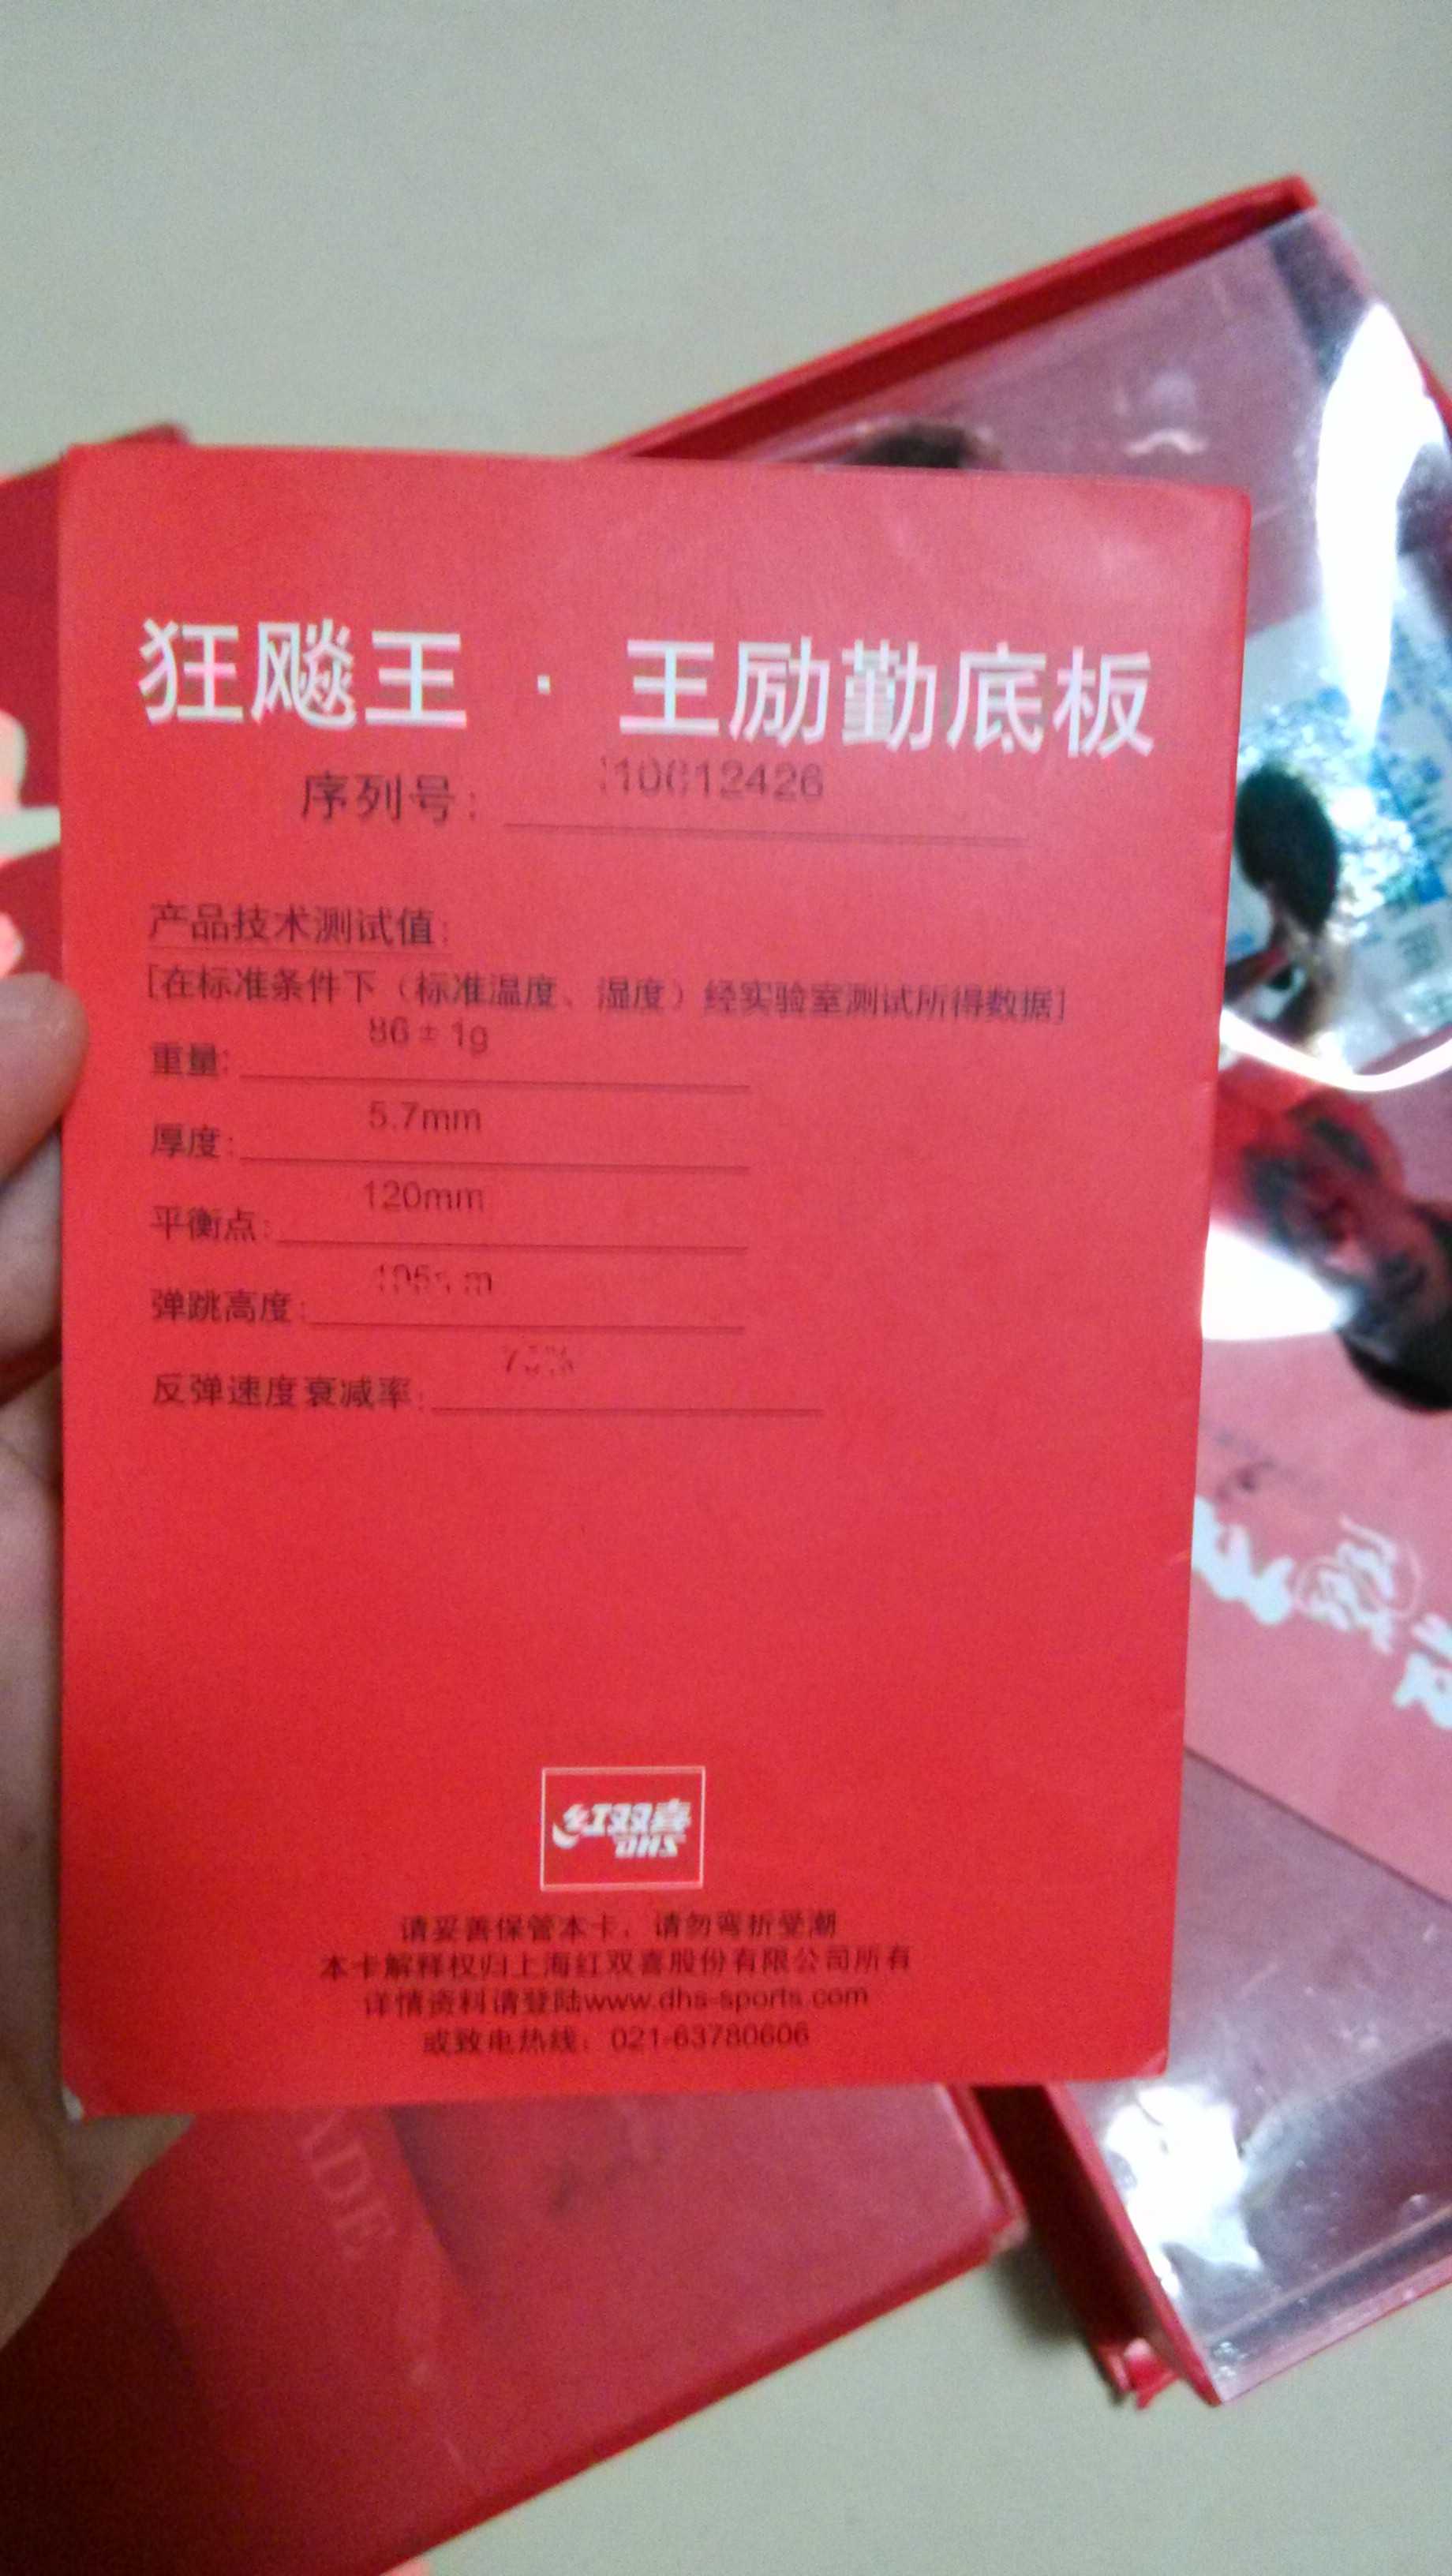 狂飚王 · 王励勤底板
序列号:
产品技术测试值:
[在标准条件下（标准温度、湿度）经实验室测试所得数据]
重量: 86±1g
厚度: 5.7mm
平衡点: 120mm
弹跳高度:
反弹速度衰减率:
红双喜
DHS
请妥善保管本卡，请勿弯折受潮
本卡解释权归上海红双喜股份有限公司所有
详情资料请登陆www.dhs-sports.com
或致电热线：021-63780606
ADE